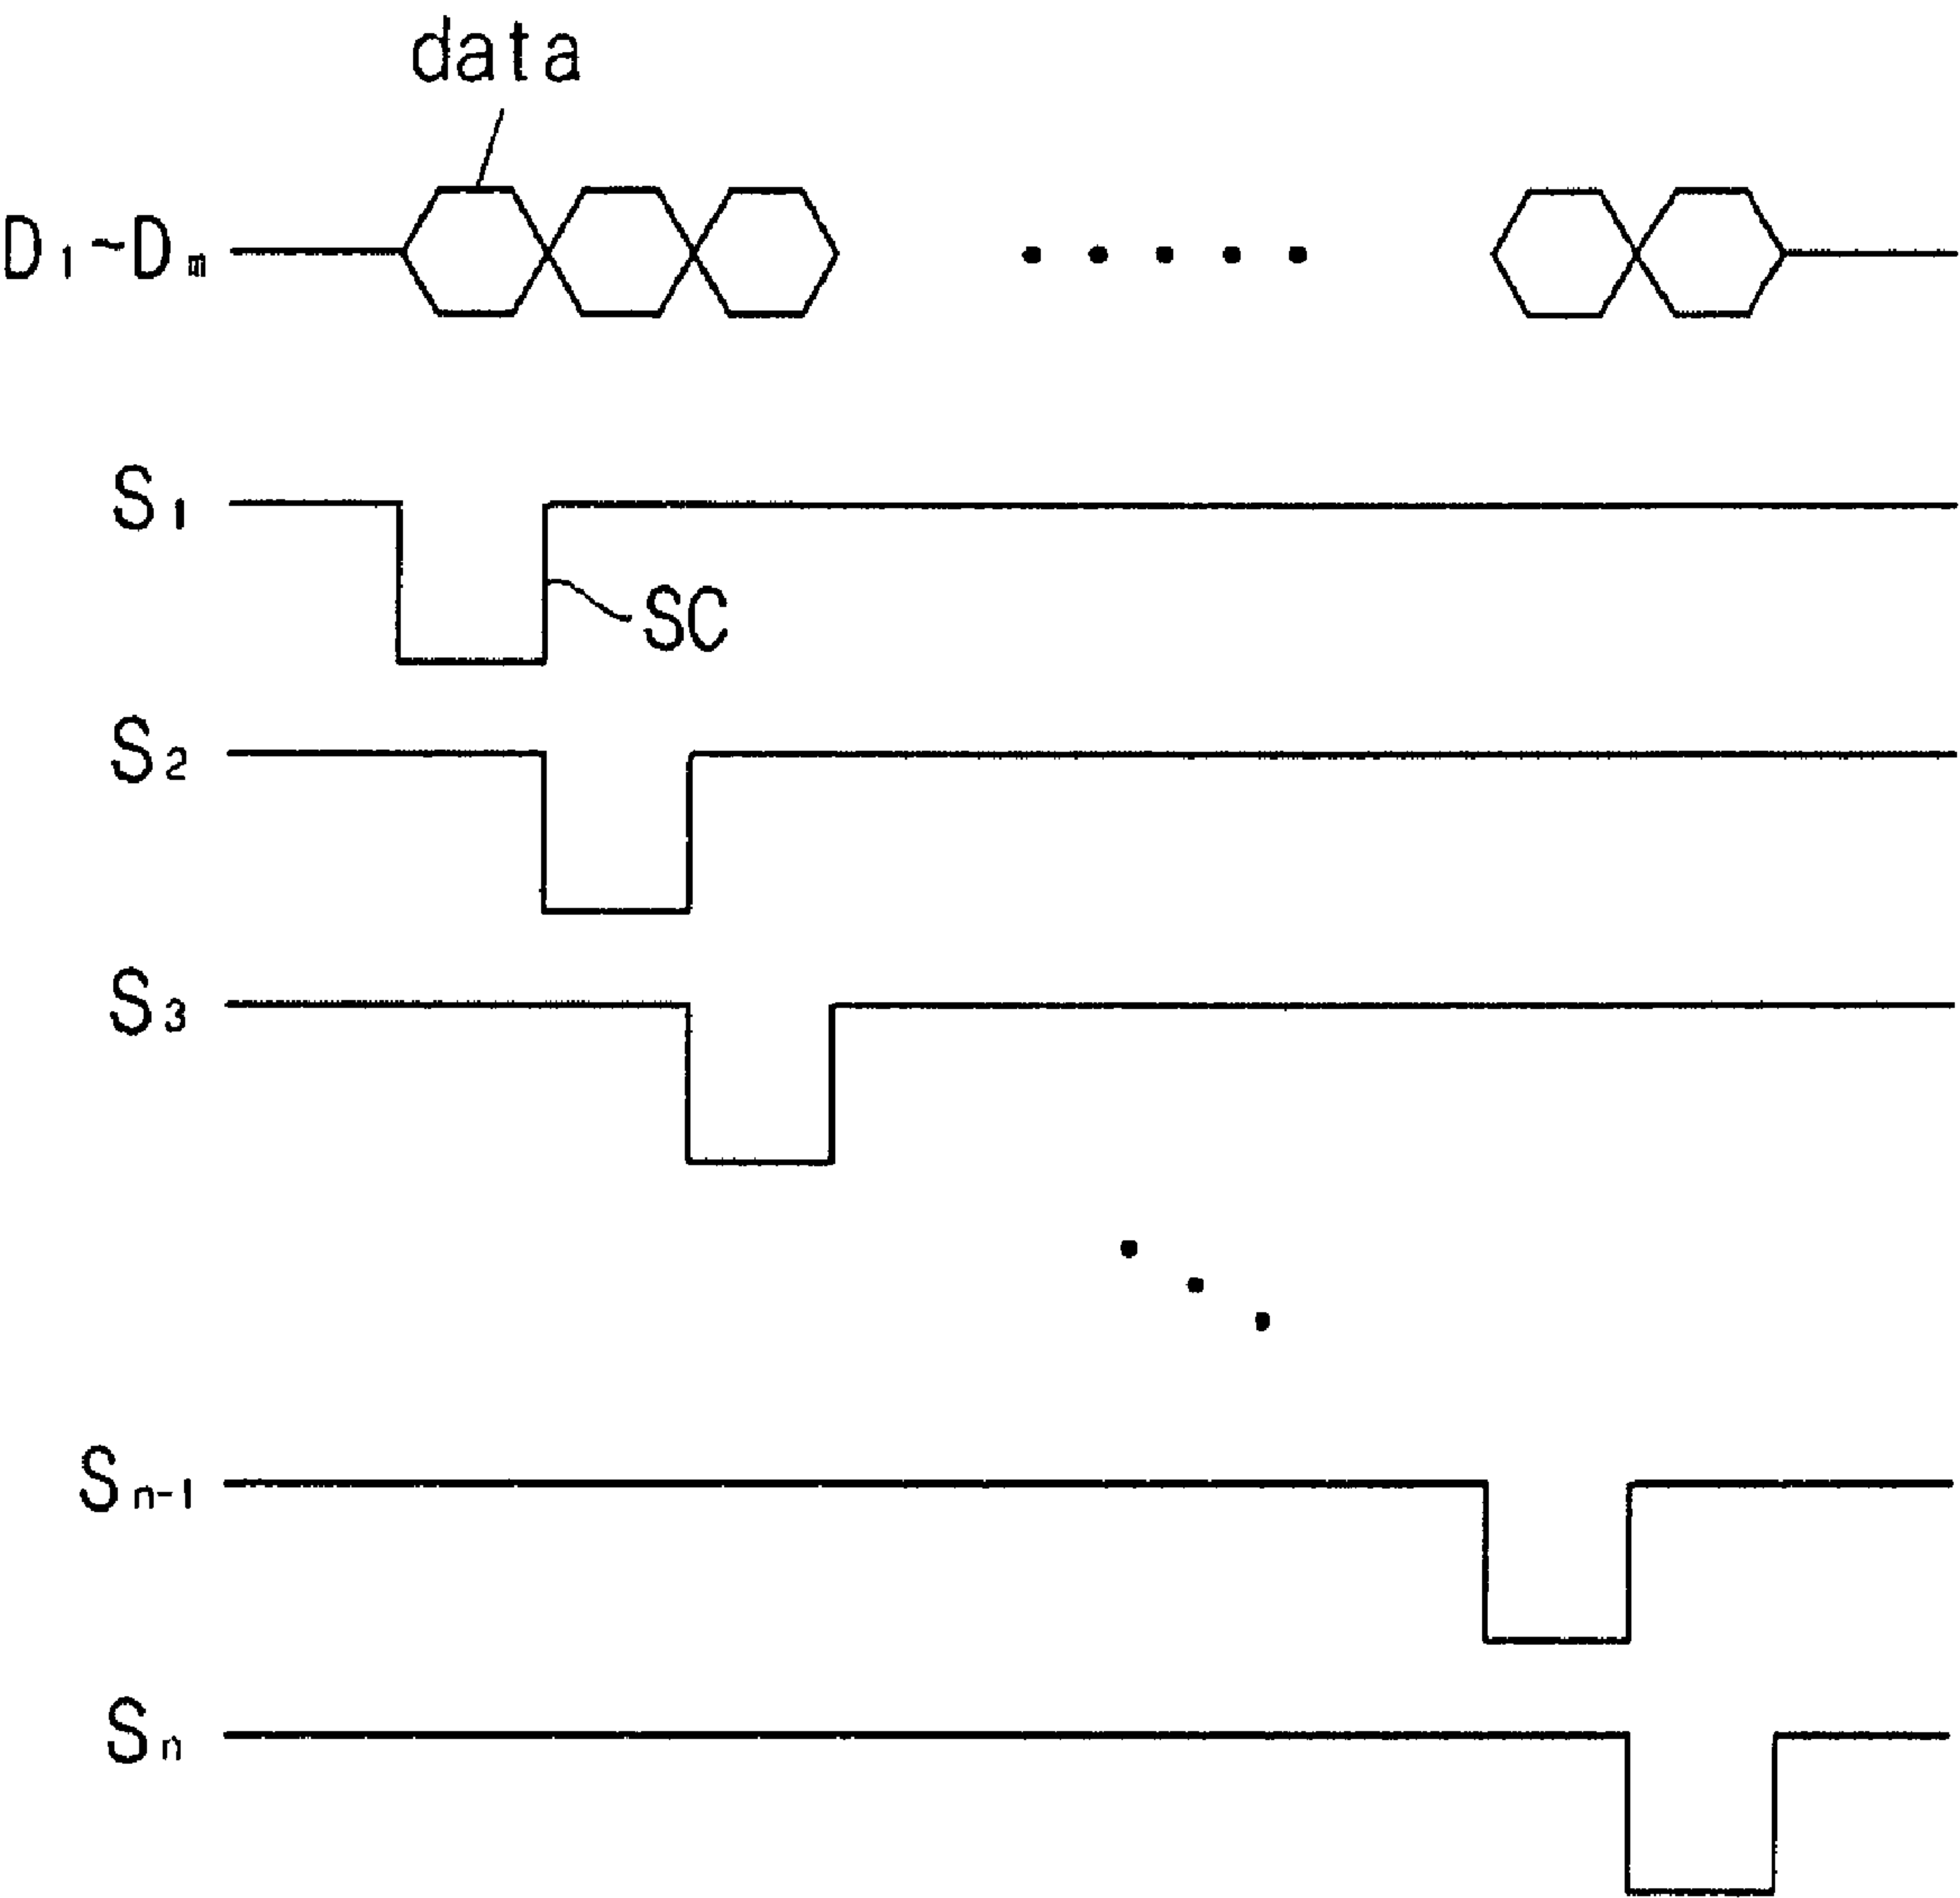 data
D₁~Dₘ
S₁
SC
S₂
S₃
Sₙ₋₁
Sₙ